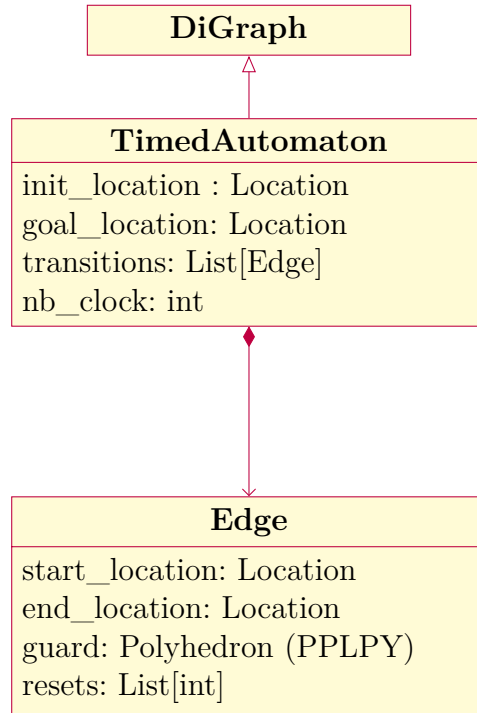 DiGraph
TimedAutomaton
init_location : Location
goal_location: Location
transitions: List[Edge]
nb_clock: int
Edge
start_location: Location
end_location: Location
guard: Polyhedron (PPLPY)
resets: List[int]